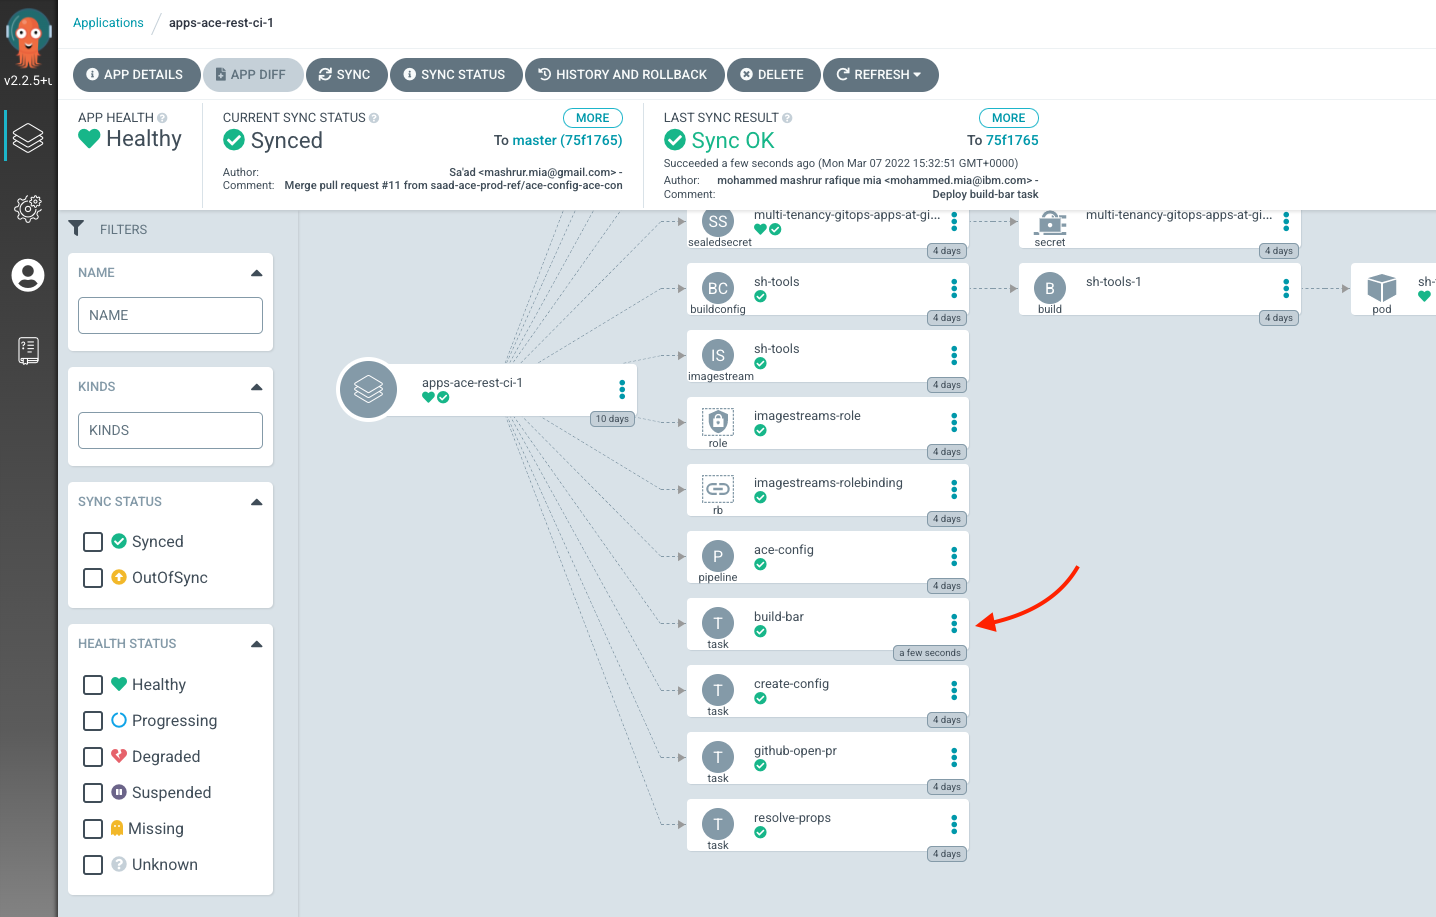 Applications
apps-ace-rest-ci-1
v2.2.5+u
APP DETAILS
APP DIFF
SYNC
SYNC STATUS
HISTORY AND ROLLBACK
DELETE
REFRESH
APP HEALTH
Healthy
CURRENT SYNC STATUS
MORE
Synced
To master (75f1765)
Author: Sa'ad <mashrur.mia@gmail.com> -
Comment: Merge pull request #11 from saad-ace-prod-ref/ace-config-ace-con
LAST SYNC RESULT
MORE
Sync OK
To 75f1765
Succeeded a few seconds ago (Mon Mar 07 2022 15:32:51 GMT+0000)
Author: mohammed mashrur rafique mia <mohammed.mia@ibm.com> -
Comment: Deploy build-bar task
FILTERS
NAME
NAME
KINDS
KINDS
SYNC STATUS
Synced
OutOfSync
HEALTH STATUS
Healthy
Progressing
Degraded
Suspended
Missing
Unknown
apps-ace-rest-ci-1
10 days
SS
sealedsecret
multi-tenancy-gitops-apps-at-gi...
4 days
secret
multi-tenancy-gitops-apps-at-gi...
4 days
BC
buildconfig
sh-tools
4 days
B
build
sh-tools-1
4 days
pod
sh-
IS
imagestream
sh-tools
4 days
role
imagestreams-role
4 days
rb
imagestreams-rolebinding
4 days
P
pipeline
ace-config
4 days
T
task
build-bar
a few seconds
T
task
create-config
4 days
T
task
github-open-pr
4 days
T
task
resolve-props
4 days